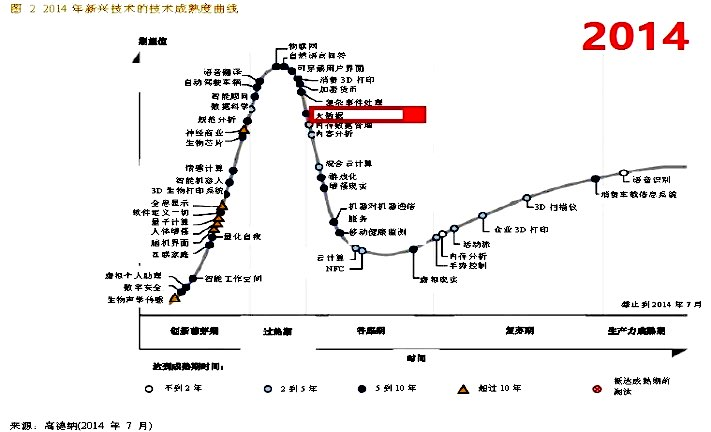 图 2 2014 年新兴技术的技术成熟度曲线
2014
期望值
物联网
自然语言问答
可穿戴用户界面
消费 3D 打印
加密货币
复杂事件处理
大数据
内存数据管理
内容分析
语音翻译
自动驾驶车辆
智能顾问
数据科学
规范分析
神经商业
生物芯片
情感计算
智能机器人
3D 生物打印系统
全息显示
软件定义一切
量子计算
人体增强
脑机界面
量化自我
互联家庭
虚拟个人助理
智能工作空间
数字安全
生物声学传感
混合云计算
游戏化
增强现实
机器对机器通信
服务
移动健康监测
云计算
NFC
虚拟现实
手势控制
内存分析
活动流
企业 3D 打印
3D 扫描仪
消费车载信息系统
语音识别
截止到 2014 年 7 月
创新萌芽期
过热期
谷底期
复苏期
生产力成熟期
时间
达到成熟期时间：
不到 2 年
2 到 5 年
5 到 10 年
超过 10 年
来源：高德纳(2014 年 7 月)